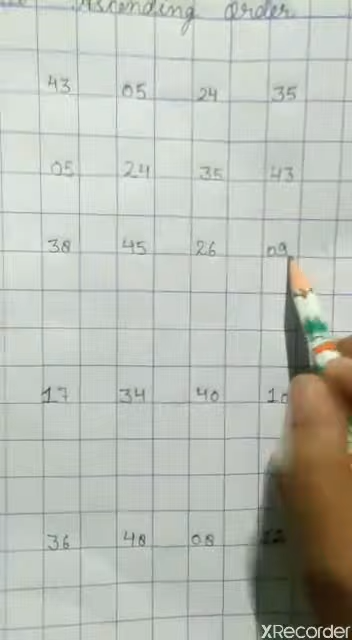 Ascending Order
43 05 24 35
05 24 35 43
38 45 26 09
17 34 40
36 48 08
XRecorder